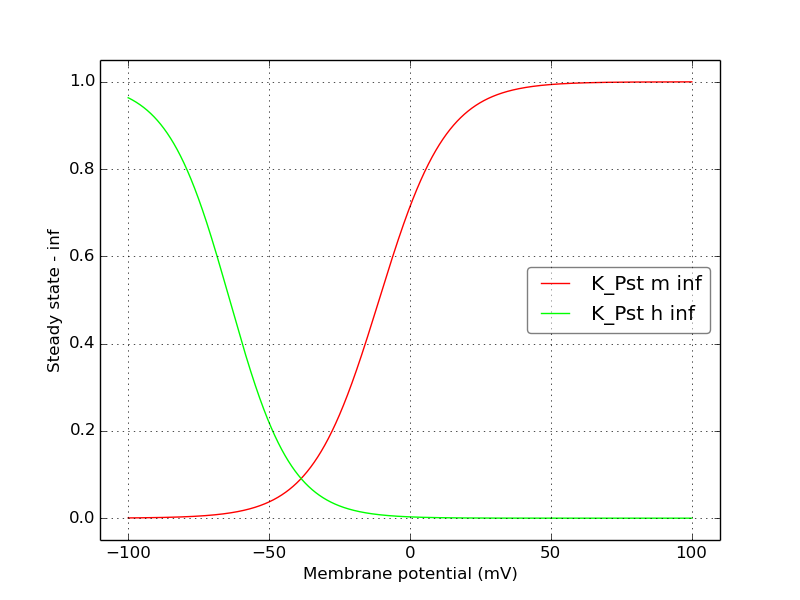 1.0
0.8
0.6
0.4
0.2
0.0
Steady state - inf
K_Pst m inf
K_Pst h inf
−100
−50
0
50
100
Membrane potential (mV)